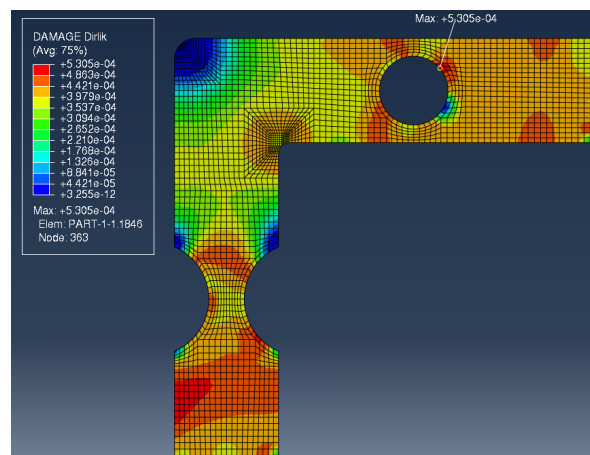 Max: +5.305e-04
DAMAGE Dirlik
(Avg: 75%)
+5.305e-04
+4.863e-04
+4.421e-04
+3.979e-04
+3.537e-04
+3.094e-04
+2.652e-04
+2.210e-04
+1.768e-04
+1.326e-04
+8.841e-05
+4.421e-05
+3.255e-12
Max: +5.305e-04
Elem: PART-1-1.1846
Node: 363